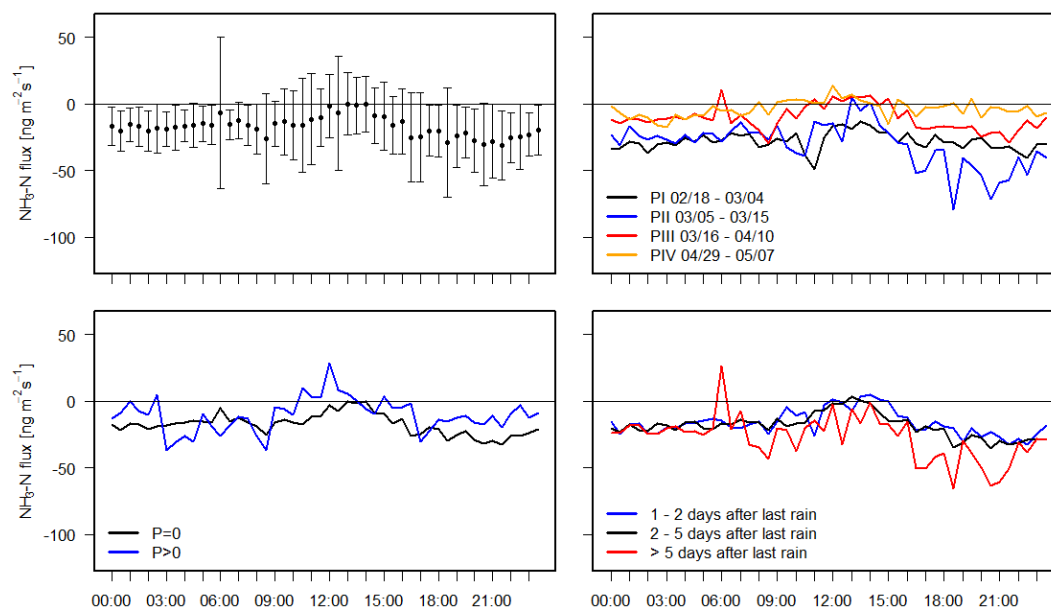 50
0
-50
-100
NH₃-N flux [ng m⁻²s⁻¹]
PI 02/18 - 03/04
PII 03/05 - 03/15
PIII 03/16 - 04/10
PIV 04/29 - 05/07
50
0
-50
-100
NH₃-N flux [ng m⁻²s⁻¹]
P=0
P>0
00:00 03:00 06:00 09:00 12:00 15:00 18:00 21:00
1 - 2 days after last rain
2 - 5 days after last rain
> 5 days after last rain
00:00 03:00 06:00 09:00 12:00 15:00 18:00 21:00